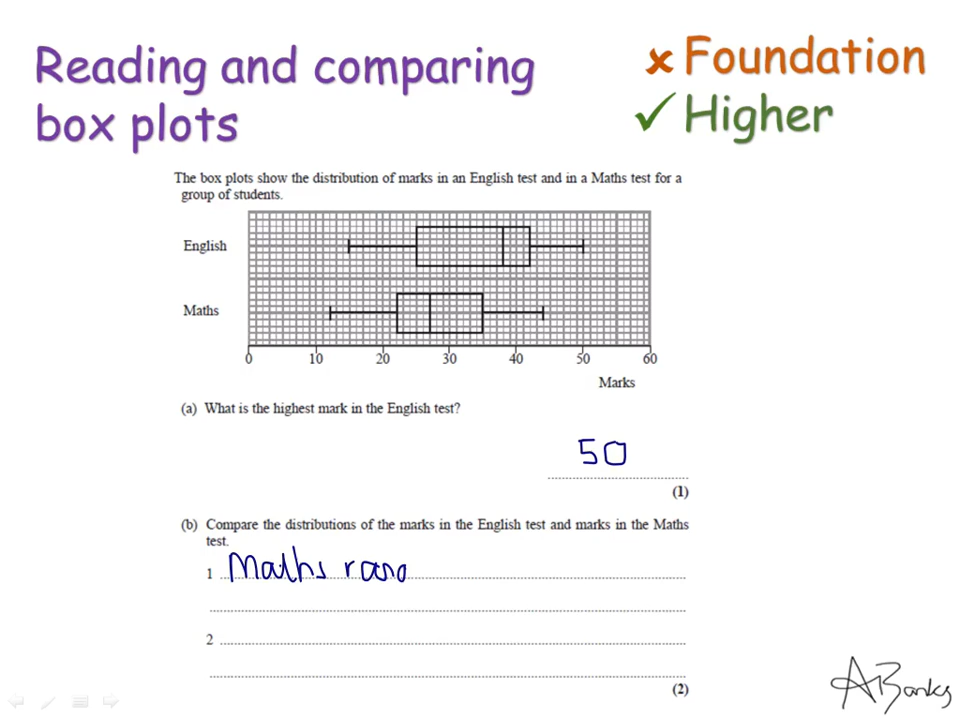 Reading and comparing
box plots
× Foundation
✓ Higher
The box plots show the distribution of marks in an English test and in a Maths test for a
group of students.
English
Maths
0 10 20 30 40 50 60
Marks
(a) What is the highest mark in the English test?
50
(1)
(b) Compare the distributions of the marks in the English test and marks in the Maths
test.
1 Maths rang
2
(2)
ABanks